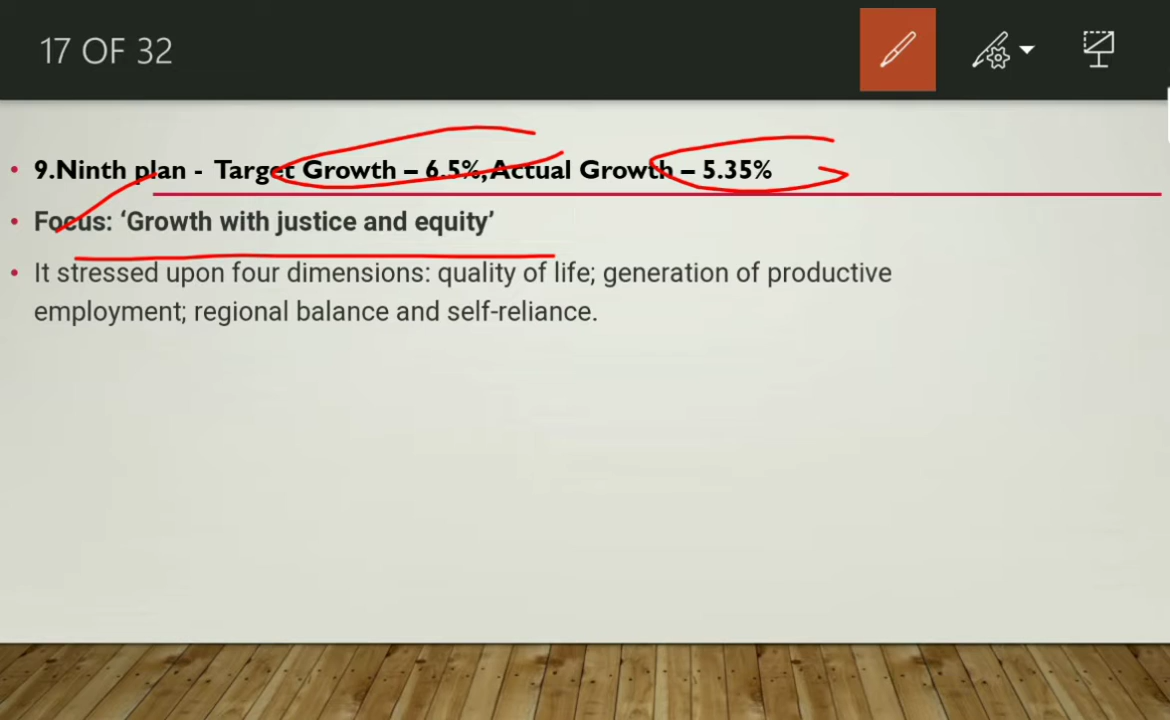 17 OF 32
• 9.Ninth plan - Target Growth – 6.5%,Actual Growth – 5.35%
• Focus: ‘Growth with justice and equity’
• It stressed upon four dimensions: quality of life; generation of productive
employment; regional balance and self-reliance.